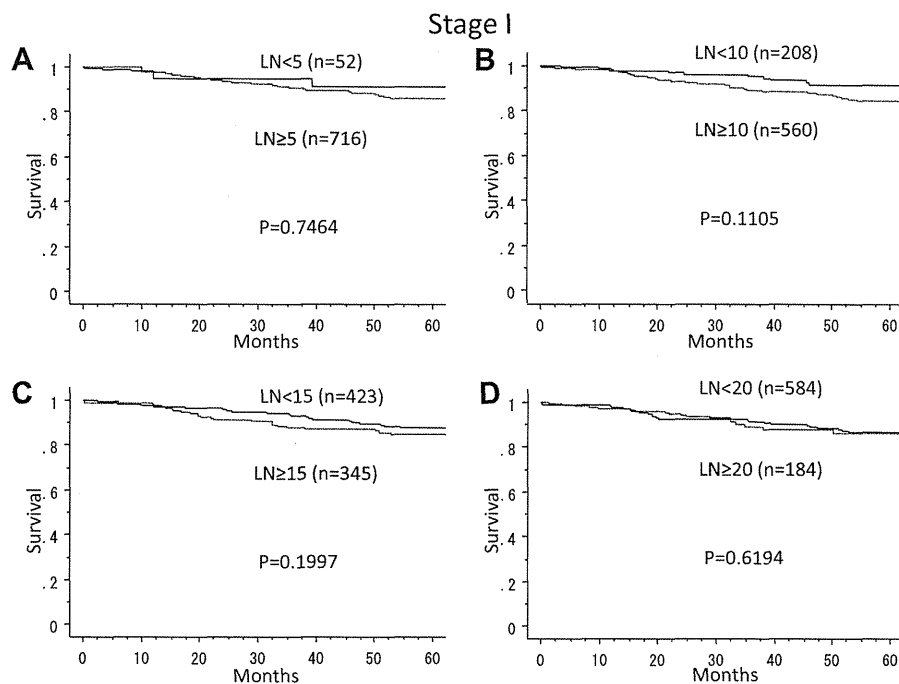 Stage I
A
LN<5 (n=52)
LN≥5 (n=716)
P=0.7464
Survival
1
.8
.6
.4
.2
0
0 10 20 30 40 50 60
Months
B
LN<10 (n=208)
LN≥10 (n=560)
P=0.1105
Survival
1
.8
.6
.4
.2
0
0 10 20 30 40 50 60
Months
C
LN<15 (n=423)
LN≥15 (n=345)
P=0.1997
Survival
1
.8
.6
.4
.2
0
0 10 20 30 40 50 60
Months
D
LN<20 (n=584)
LN≥20 (n=184)
P=0.6194
Survival
1
.8
.6
.4
.2
0
0 10 20 30 40 50 60
Months